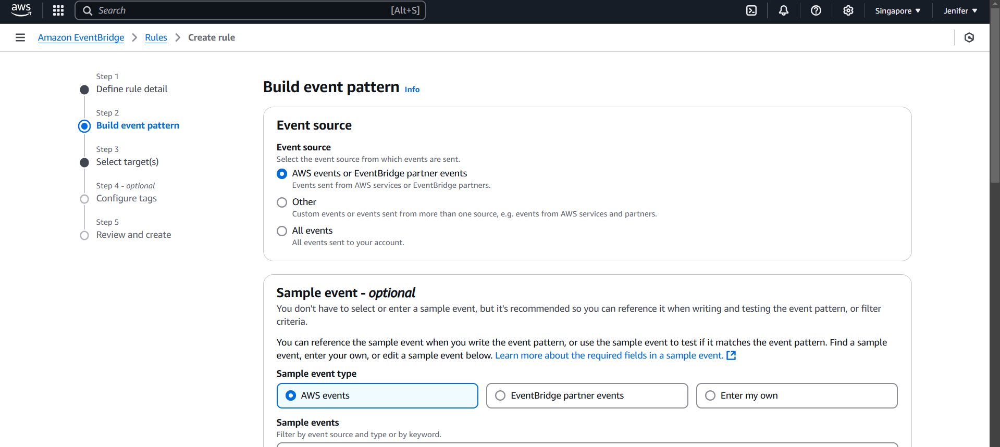 aws
Search
[Alt+S]
Singapore
Jenifer
Amazon EventBridge
Rules
Create rule
Step 1
Define rule detail
Step 2
Build event pattern
Step 3
Select target(s)
Step 4 - optional
Configure tags
Step 5
Review and create
Build event pattern Info
Event source
Event source
Select the event source from which events are sent.
AWS events or EventBridge partner events
Events sent from AWS services or EventBridge partners.
Other
Custom events or events sent from more than one source, e.g. events from AWS services and partners.
All events
All events sent to your account.
Sample event - optional
You don't have to select or enter a sample event, but it's recommended so you can reference it when writing and testing the event pattern, or filter
criteria.
You can reference the sample event when you write the event pattern, or use the sample event to test if it matches the event pattern. Find a sample
event, enter your own, or edit a sample event below. Learn more about the required fields in a sample event.
Sample event type
AWS events
EventBridge partner events
Enter my own
Sample events
Filter by event source and type or by keyword.